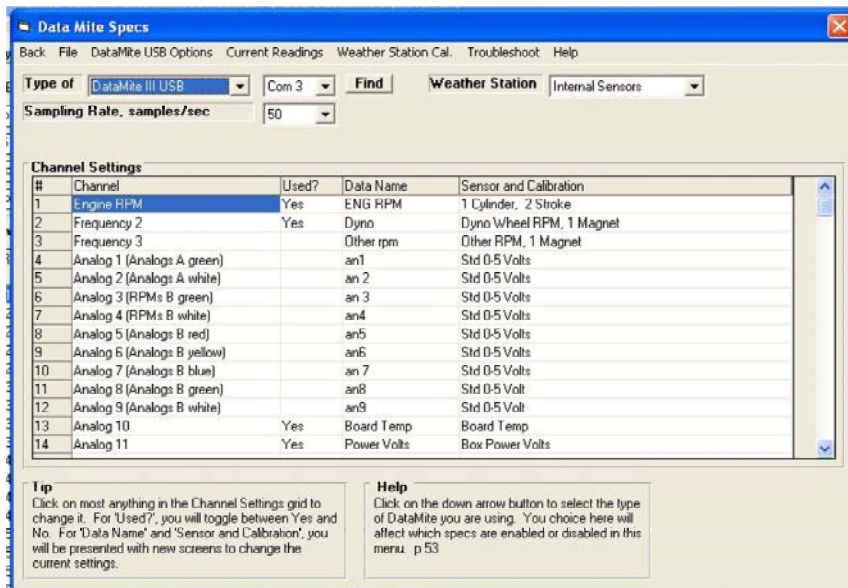 Data Mite Specs
Back File DataMite USB Options Current Readings Weather Station Cal. Troubleshoot Help
Type of DataMite III USB Com 3 Find Weather Station Internal Sensors
Sampling Rate, samples/sec 50
Channel Settings
# Channel Used? Data Name Sensor and Calibration
1 Engine RPM Yes ENG RPM 1 Cylinder, 2 Stroke
2 Frequency 2 Yes Dyno Dyno Wheel RPM, 1 Magnet
3 Frequency 3 Other rpm Other RPM, 1 Magnet
4 Analog 1 (Analogs A green) an1 Std 0-5 Volts
5 Analog 2 (Analogs A white) an 2 Std 0-5 Volts
6 Analog 3 (RPMs B green) an 3 Std 0-5 Volts
7 Analog 4 (RPMs B white) an4 Std 0-5 Volts
8 Analog 5 (Analogs B red) an5 Std 0-5 Volts
9 Analog 6 (Analogs B yellow) an6 Std 0-5 Volts
10 Analog 7 (Analogs B blue) an 7 Std 0-5 Volts
11 Analog 8 (Analogs B green) an8 Std 0-5 Volt
12 Analog 9 (Analogs B white) an9 Std 0-5 Volt
13 Analog 10 Yes Board Temp Board Temp
14 Analog 11 Yes Power Volts Box Power Volts
Tip
Click on most anything in the Channel Settings grid to
change it. For 'Used?', you will toggle between Yes and
No. For 'Data Name' and 'Sensor and Calibration', you
will be presented with new screens to change the
current settings.
Help
Click on the down arrow button to select the type
of DataMite you are using. You choice here will
affect which specs are enabled or disabled in this
menu. p 53